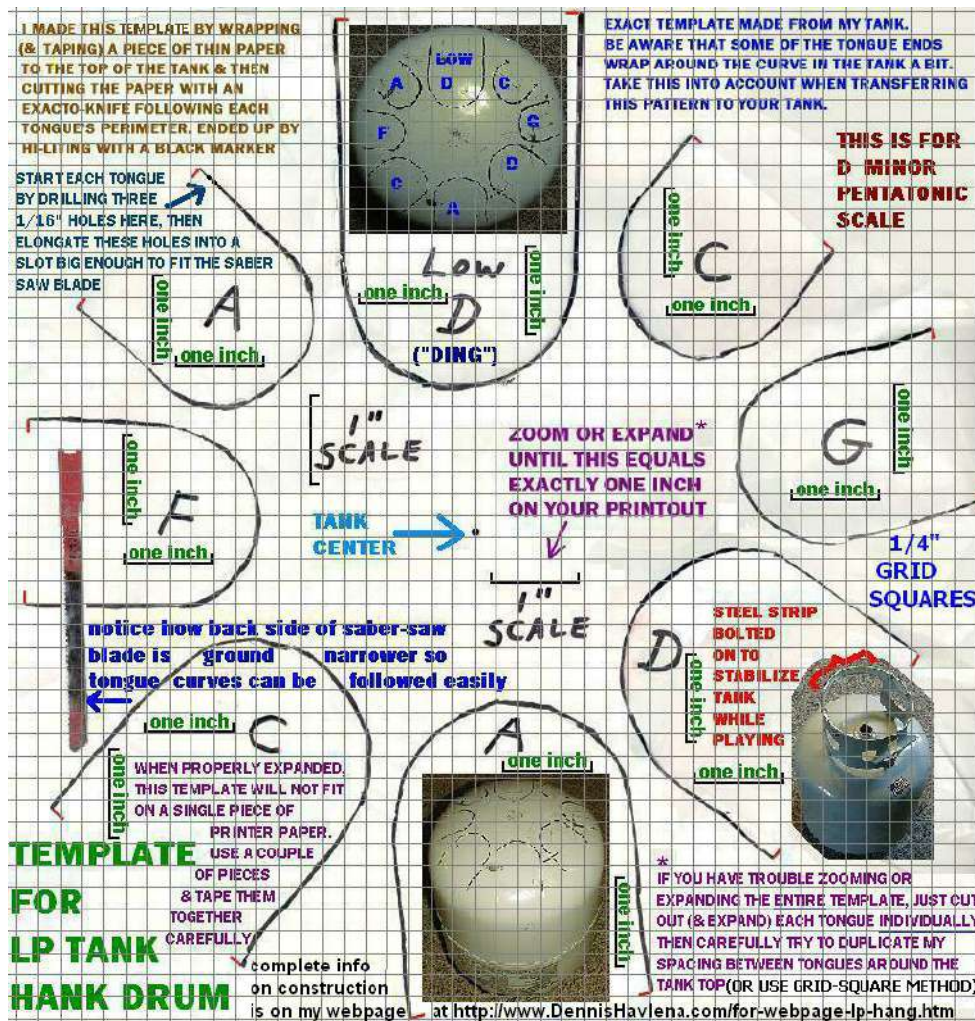 I MADE THIS TEMPLATE BY WRAPPING
(& TAPING) A PIECE OF THIN PAPER
TO THE TOP OF THE TANK & THEN
CUTTING THE PAPER WITH AN
EXACTO-KNIFE FOLLOWING EACH
TONGUE'S PERIMETER. ENDED UP BY
HI-LITING WITH A BLACK MARKER
EXACT TEMPLATE MADE FROM MY TANK.
BE AWARE THAT SOME OF THE TONGUE ENDS
WRAP AROUND THE CURVE IN THE TANK A BIT.
TAKE THIS INTO ACCOUNT WHEN TRANSFERRING
THIS PATTERN TO YOUR TANK.
LOW
A D C
F G
C D
A
THIS IS FOR
D MINOR
PENTATONIC
SCALE
START EACH TONGUE
BY DRILLING THREE
1/16" HOLES HERE, THEN
ELONGATE THESE HOLES INTO A
SLOT BIG ENOUGH TO FIT THE SABER
SAW BLADE
A
one inch
one inch
LOW
D
("DING")
one inch
one inch
C
one inch
one inch
1"
SCALE
ZOOM OR EXPAND*
UNTIL THIS EQUALS
EXACTLY ONE INCH
ON YOUR PRINTOUT
G
one inch
one inch
F
one inch
one inch
TANK
CENTER
1"
SCALE
1/4"
GRID
SQUARES
notice how back side of saber-saw
blade is ground narrower so
tongue curves can be followed easily
D
one inch
one inch
STEEL STRIP
BOLTED
ON TO
STABILIZE
TANK
WHILE
PLAYING
C
one inch
one inch
A
one inch
one inch
WHEN PROPERLY EXPANDED,
THIS TEMPLATE WILL NOT FIT
ON A SINGLE PIECE OF
PRINTER PAPER.
USE A COUPLE
OF PIECES
& TAPE THEM
TOGETHER
CAREFULLY
TEMPLATE
FOR
LP TANK
HANK DRUM
*
IF YOU HAVE TROUBLE ZOOMING OR
EXPANDING THE ENTIRE TEMPLATE, JUST CUT
OUT (& EXPAND) EACH TONGUE INDIVIDUALLY
THEN CAREFULLY TRY TO DUPLICATE MY
SPACING BETWEEN TONGUES AROUND THE
TANK TOP(OR USE GRID-SQUARE METHOD)
complete info
on construction
is on my webpage at http://www.DennisHavlena.com/for-webpage-lp-hang.htm